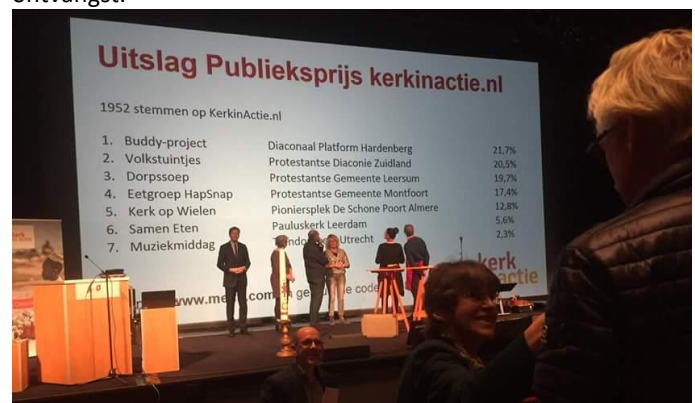 Uitslag Publieksprijs kerkinactie.nl
1952 stemmen op KerkinActie.nl
1. Buddy-project Diaconaal Platform Hardenberg 21,7%
2. Volkstuintjes Protestantse Diaconie Zuidland 20,5%
3. Dorpssoep Protestantse Gemeente Leersum 19,7%
4. Eetgroep HapSnap Protestantse Gemeente Montfoort 17,4%
5. Kerk op Wielen Pioniersplek De Schone Poort Almere 12,8%
6. Samen Eten Pauluskerk Leerdam 5,6%
7. Muziekmiddag Utrecht 2,3%
kerk
actie